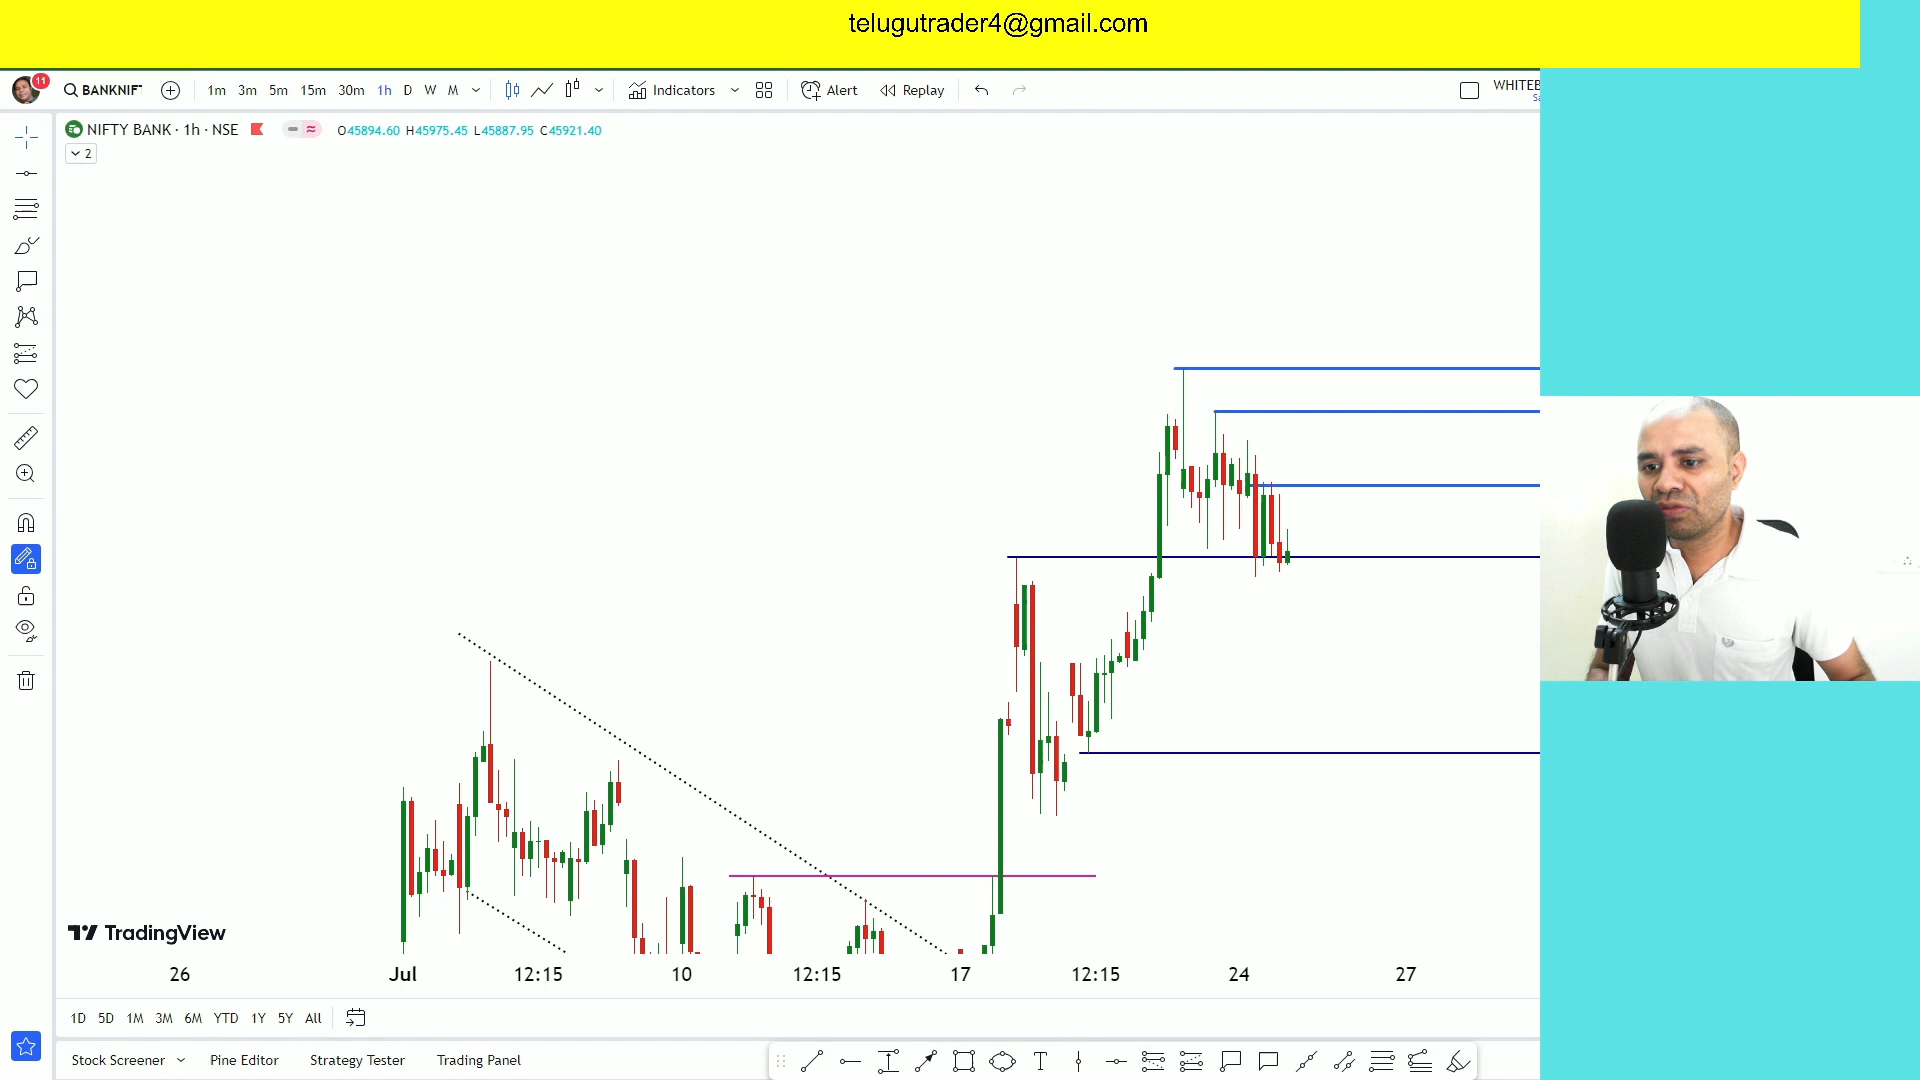 telugutrader4@gmail.com
11
BANKNIF
1m 3m 5m 15m 30m 1h D W M
Indicators
Alert
Replay
WHITEB
NIFTY BANK · 1h · NSE
O45894.60 H45975.45 L45887.95 C45921.40
2
TradingView
26 Jul 12:15 10 12:15 17 12:15 24 27
1D 5D 1M 3M 6M YTD 1Y 5Y All
Stock Screener Pine Editor Strategy Tester Trading Panel